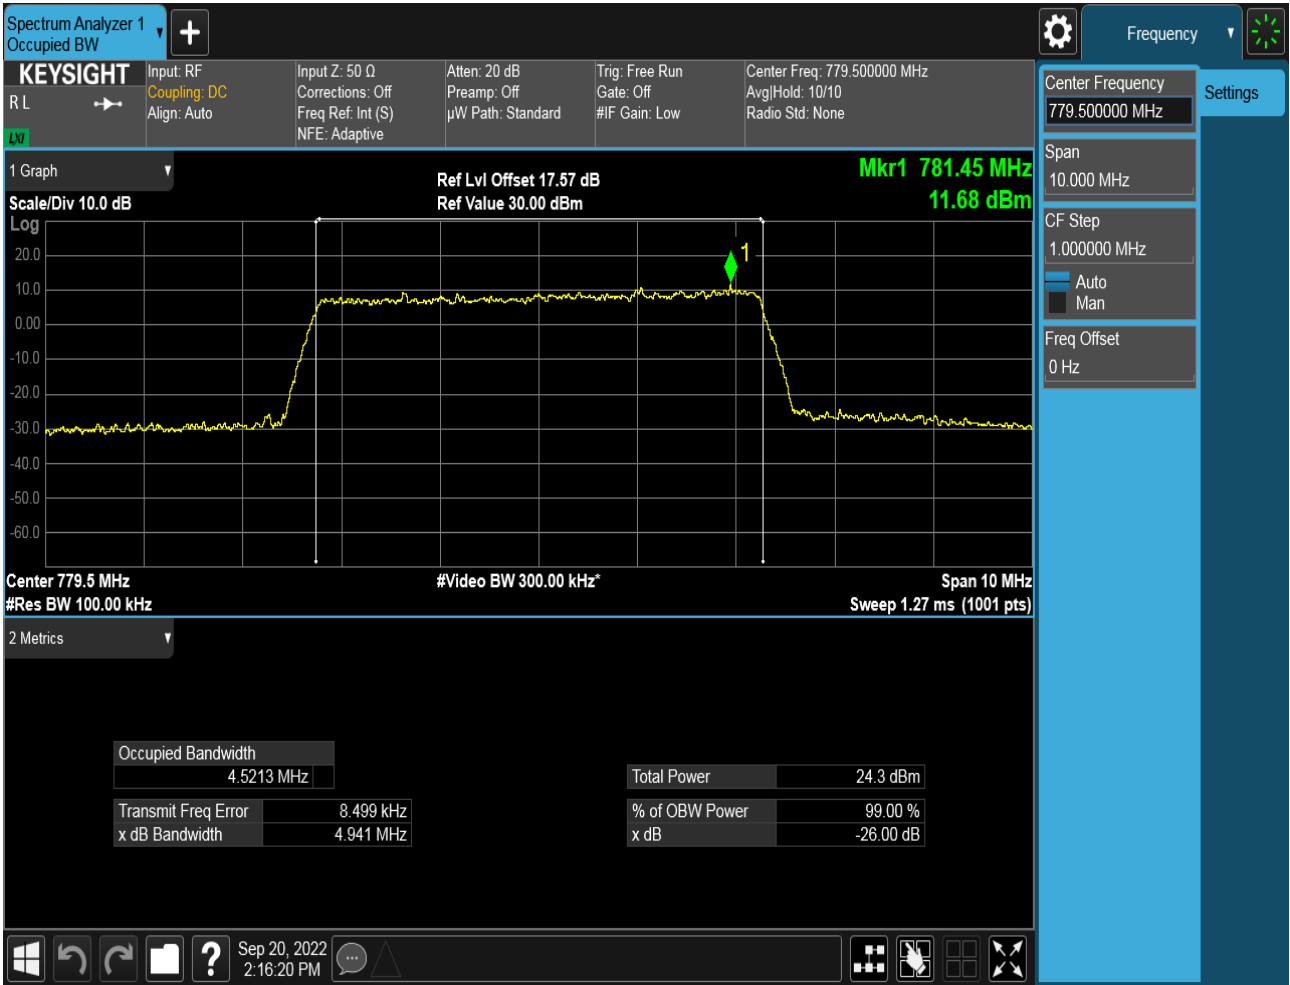 Spectrum Analyzer 1
Occupied BW
Frequency
KEYSIGHT
R L
LXI
Input: RF
Coupling: DC
Align: Auto
Input Z: 50 Ω
Corrections: Off
Freq Ref: Int (S)
NFE: Adaptive
Atten: 20 dB
Preamp: Off
µW Path: Standard
Trig: Free Run
Gate: Off
#IF Gain: Low
Center Freq: 779.500000 MHz
Avg|Hold: 10/10
Radio Std: None
Center Frequency
779.500000 MHz
Settings
Span
10.000 MHz
CF Step
1.000000 MHz
Auto
Man
Freq Offset
0 Hz
1 Graph
Scale/Div 10.0 dB
Log
Ref Lvl Offset 17.57 dB
Ref Value 30.00 dBm
Mkr1 781.45 MHz
11.68 dBm
1
20.0
10.0
0.00
-10.0
-20.0
-30.0
-40.0
-50.0
-60.0
Center 779.5 MHz
#Video BW 300.00 kHz*
Span 10 MHz
#Res BW 100.00 kHz
Sweep 1.27 ms (1001 pts)
2 Metrics
Occupied Bandwidth
4.5213 MHz
Total Power 24.3 dBm
Transmit Freq Error 8.499 kHz
% of OBW Power 99.00 %
x dB Bandwidth 4.941 MHz
x dB -26.00 dB
?
Sep 20, 2022
2:16:20 PM